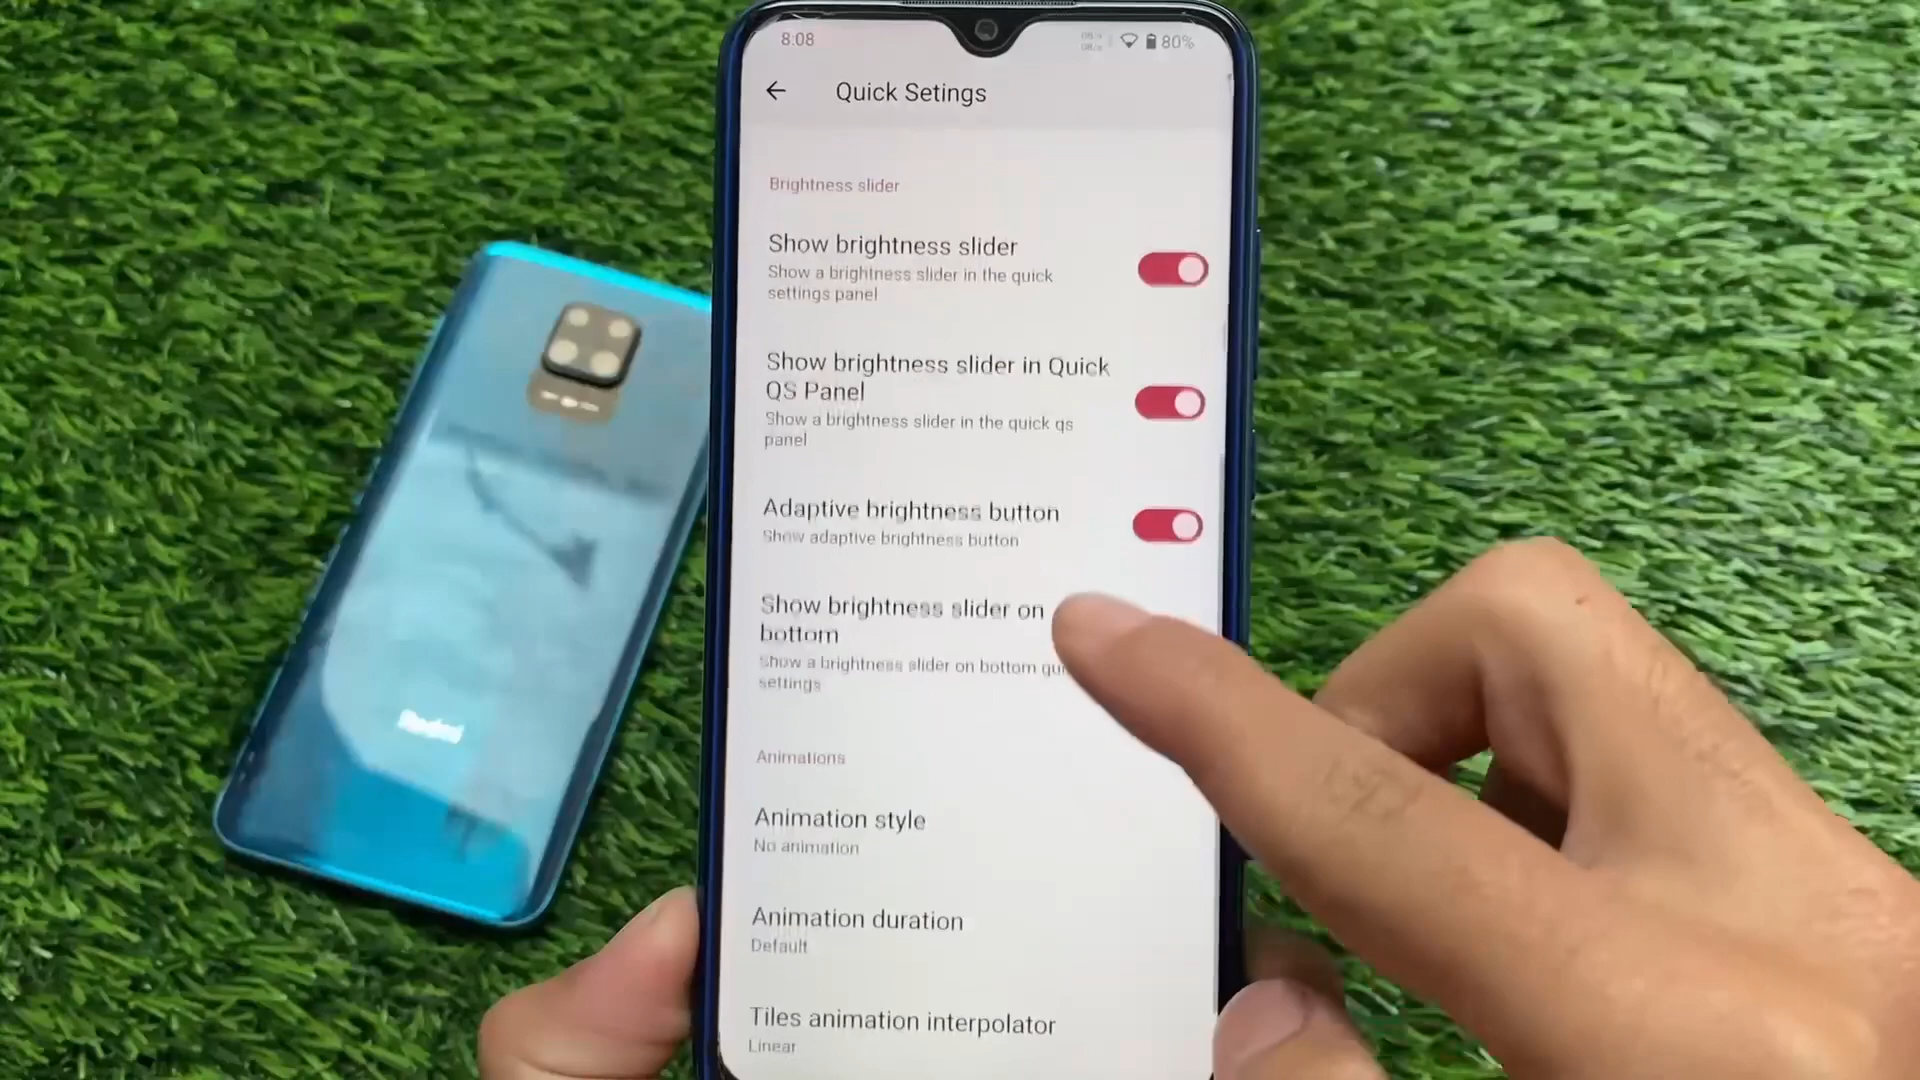 8:08
80%
Quick Setings
Brightness slider
Show brightness slider
Show a brightness slider in the quick
settings panel
Show brightness slider in Quick
QS Panel
Show a brightness slider in the quick qs
panel
Adaptive brightness button
Show adaptive brightness button
Show brightness slider on
bottom
Show a brightness slider on bottom
settings
Animations
Animation style
No animation
Animation duration
Default
Tiles animation interpolator
Linear